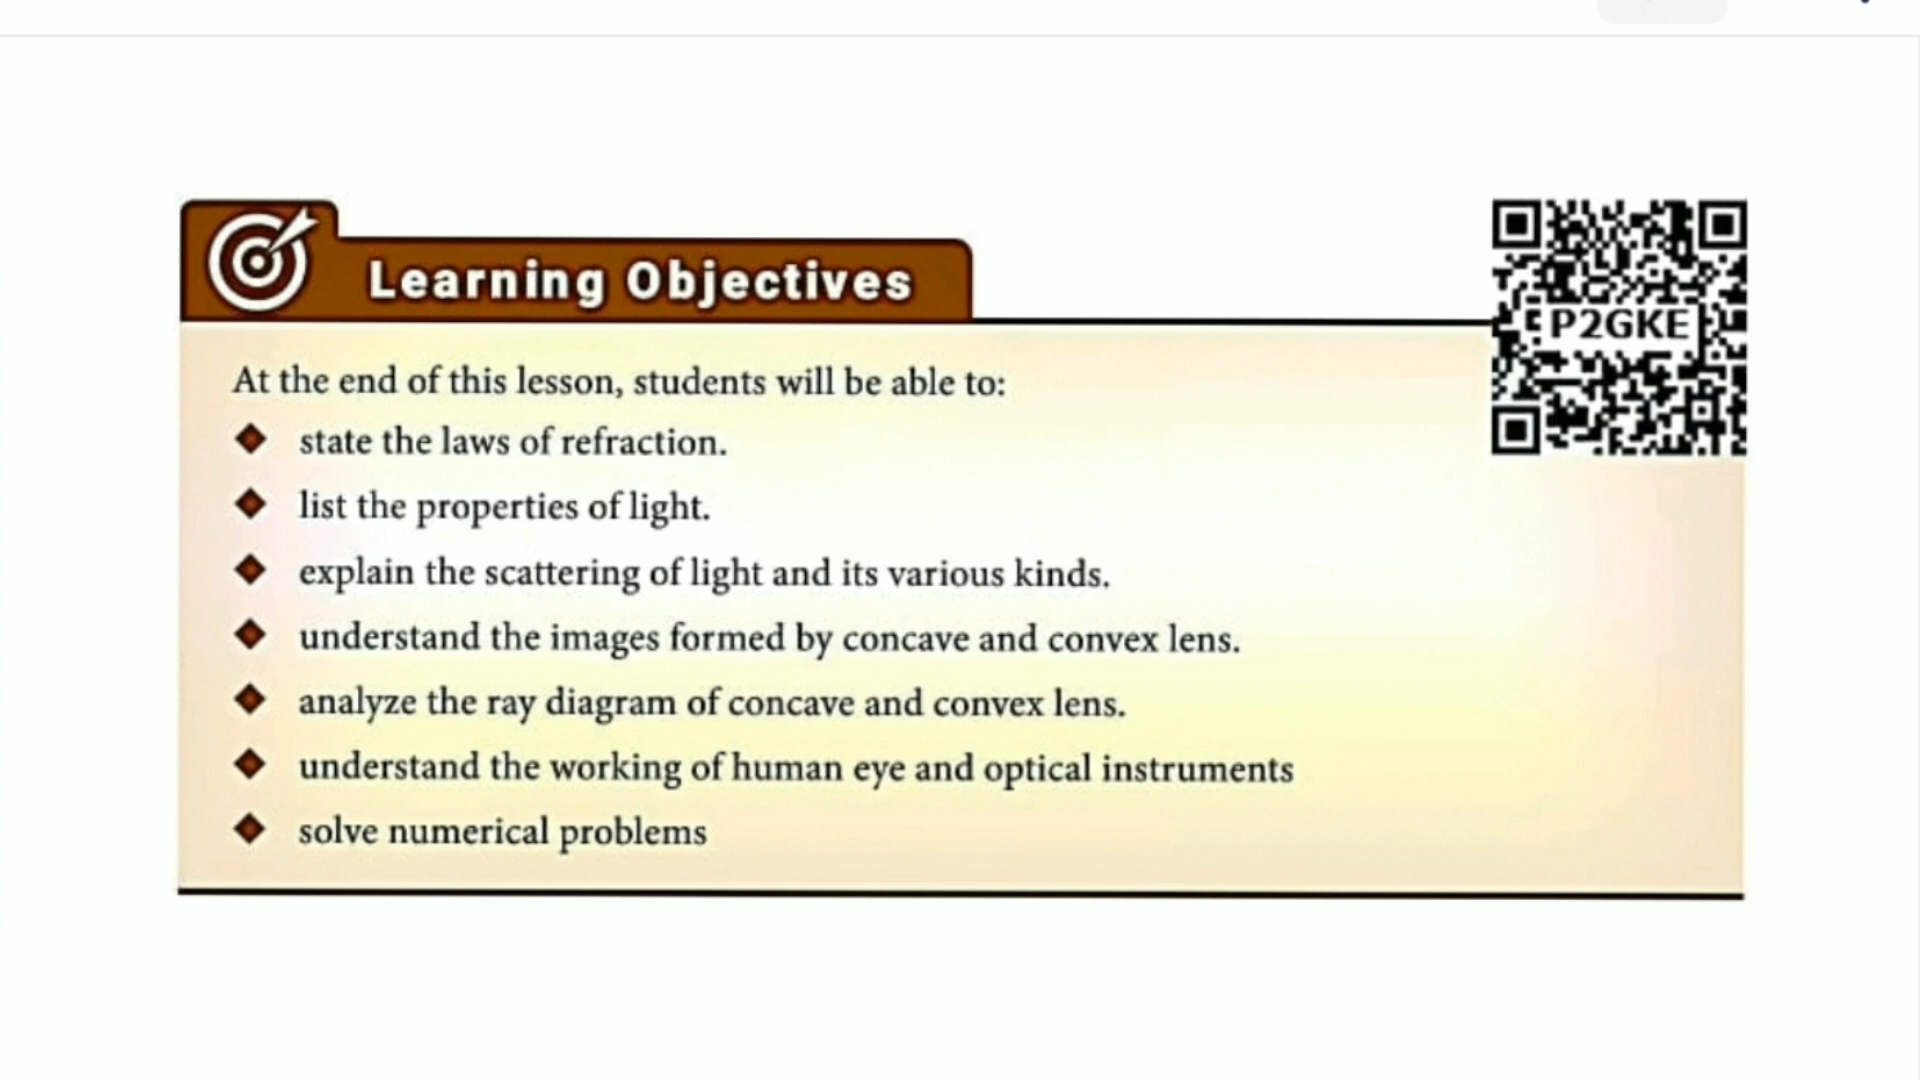 Learning Objectives
P2GKE
At the end of this lesson, students will be able to:
state the laws of refraction.
list the properties of light.
explain the scattering of light and its various kinds.
understand the images formed by concave and convex lens.
analyze the ray diagram of concave and convex lens.
understand the working of human eye and optical instruments
solve numerical problems